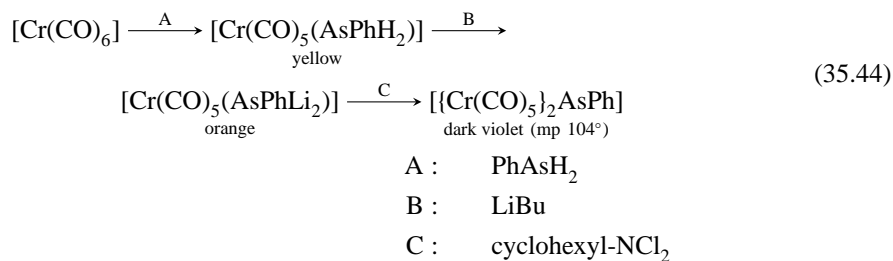 [Cr(CO)₆] —A→ [Cr(CO)₅(AsPhH₂)] —B→
yellow
(35.44)
[Cr(CO)₅(AsPhLi₂)] —C→ [{Cr(CO)₅}₂AsPh]
orange dark violet (mp 104°)
A : PhAsH₂
B : LiBu
C : cyclohexyl-NCl₂